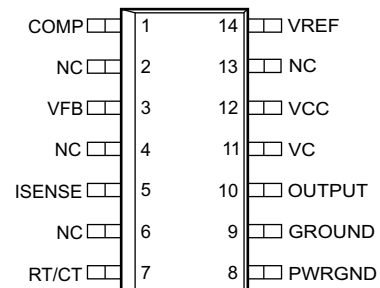 COMP 1 14 VREF
NC 2 13 NC
VFB 3 12 VCC
NC 4 11 VC
ISENSE 5 10 OUTPUT
NC 6 9 GROUND
RT/CT 7 8 PWRGND